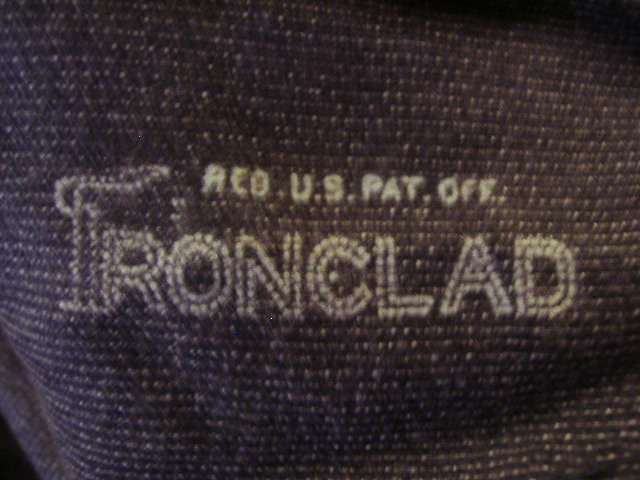 REG. U.S. PAT. OFF.
IRONCLAD